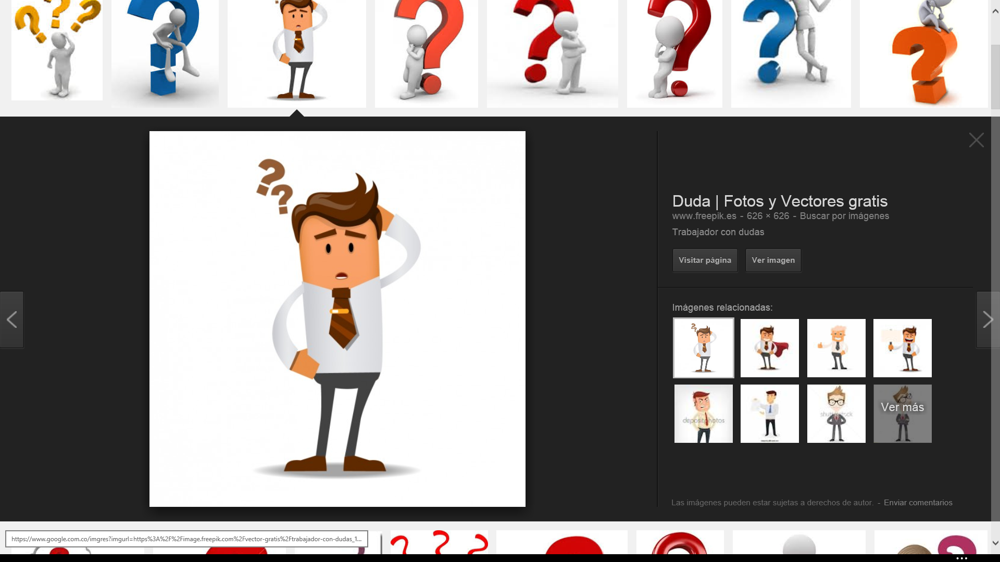 Duda | Fotos y Vectores gratis
www.freepik.es - 626 × 626 - Buscar por imágenes
Trabajador con dudas
Visitar página
Ver imagen
Imágenes relacionadas:
depositphotos
shutterstock
Ver más
Las imágenes pueden estar sujetas a derechos de autor. - Enviar comentarios
https://www.google.com.co/imgres?imgurl=https%3A%2F%2Fimage.freepik.com%2Fvector-gratis%2Ftrabajador-con-dudas_1...